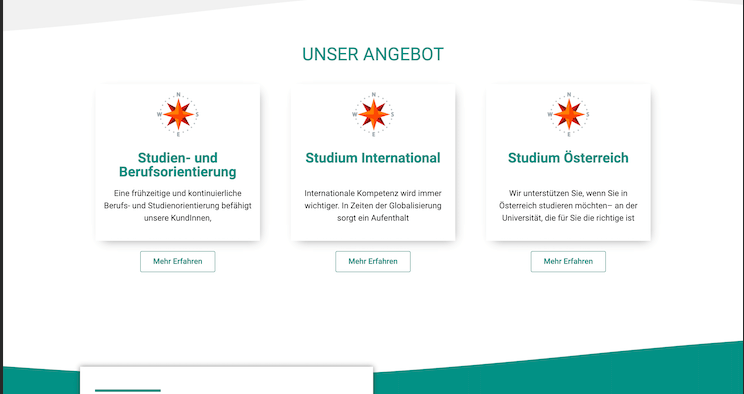 UNSER ANGEBOT
N
W S
E
Studien- und
Berufsorientierung
Eine frühzeitige und kontinuierliche
Berufs- und Studienorientierung befähigt
unsere KundInnen,
Mehr Erfahren
N
W S
E
Studium International
Internationale Kompetenz wird immer
wichtiger. In Zeiten der Globalisierung
sorgt ein Aufenthalt
Mehr Erfahren
N
W S
E
Studium Österreich
Wir unterstützen Sie, wenn Sie in
Österreich studieren möchten– an der
Universität, die für Sie die richtige ist
Mehr Erfahren